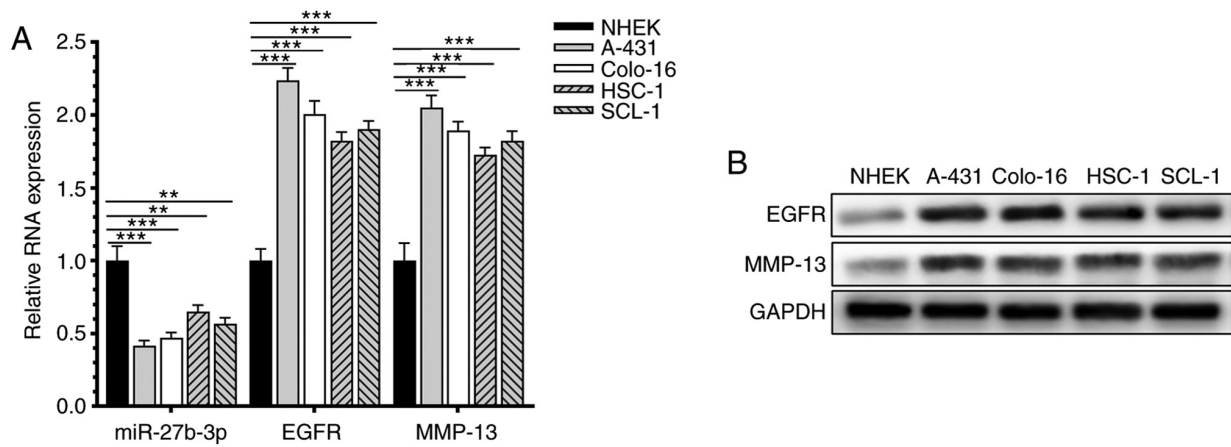 A
Relative RNA expression
2.5
2.0
1.5
1.0
0.5
0.0
***
***
***
***
***
***
***
***
**
**
***
***
miR-27b-3p EGFR MMP-13
NHEK
A-431
Colo-16
HSC-1
SCL-1
B
NHEK A-431 Colo-16 HSC-1 SCL-1
EGFR
MMP-13
GAPDH